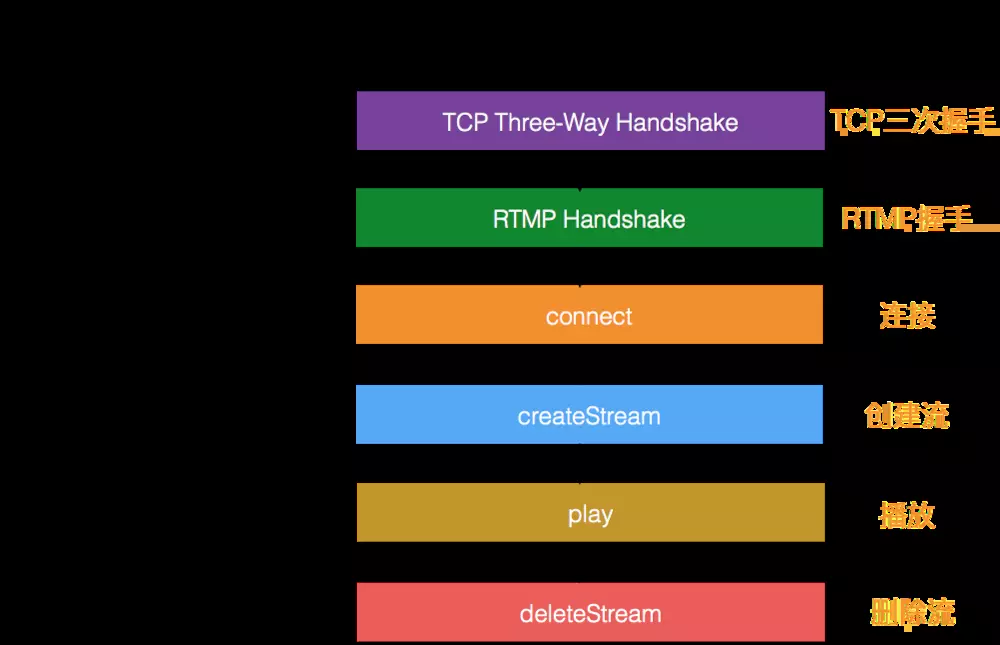 TCP Three-Way Handshake TCP三次握手
RTMP Handshake RTMP握手
connect 连接
createStream 创建流
play 播放
deleteStream 删除流